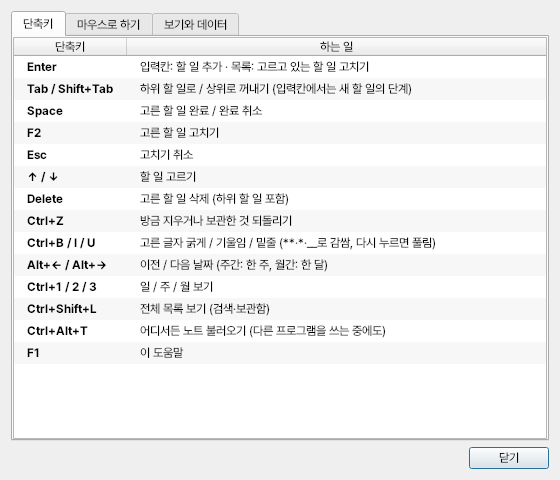 단축키 마우스로 하기 보기와 데이터
단축키 하는 일
Enter 입력칸: 할 일 추가 · 목록: 고르고 있는 할 일 고치기
Tab / Shift+Tab 하위 할 일로 / 상위로 꺼내기 (입력칸에서는 새 할 일의 단계)
Space 고른 할 일 완료 / 완료 취소
F2 고른 할 일 고치기
Esc 고치기 취소
↑ / ↓ 할 일 고르기
Delete 고른 할 일 삭제 (하위 할 일 포함)
Ctrl+Z 방금 지우거나 보관한 것 되돌리기
Ctrl+B / I / U 고른 글자 굵게 / 기울임 / 밑줄 (**·*·__로 감쌈, 다시 누르면 풀림)
Alt+← / Alt+→ 이전 / 다음 날짜 (주간: 한 주, 월간: 한 달)
Ctrl+1 / 2 / 3 일 / 주 / 월 보기
Ctrl+Shift+L 전체 목록 보기 (검색·보관함)
Ctrl+Alt+T 어디서든 노트 불러오기 (다른 프로그램을 쓰는 중에도)
F1 이 도움말
닫기